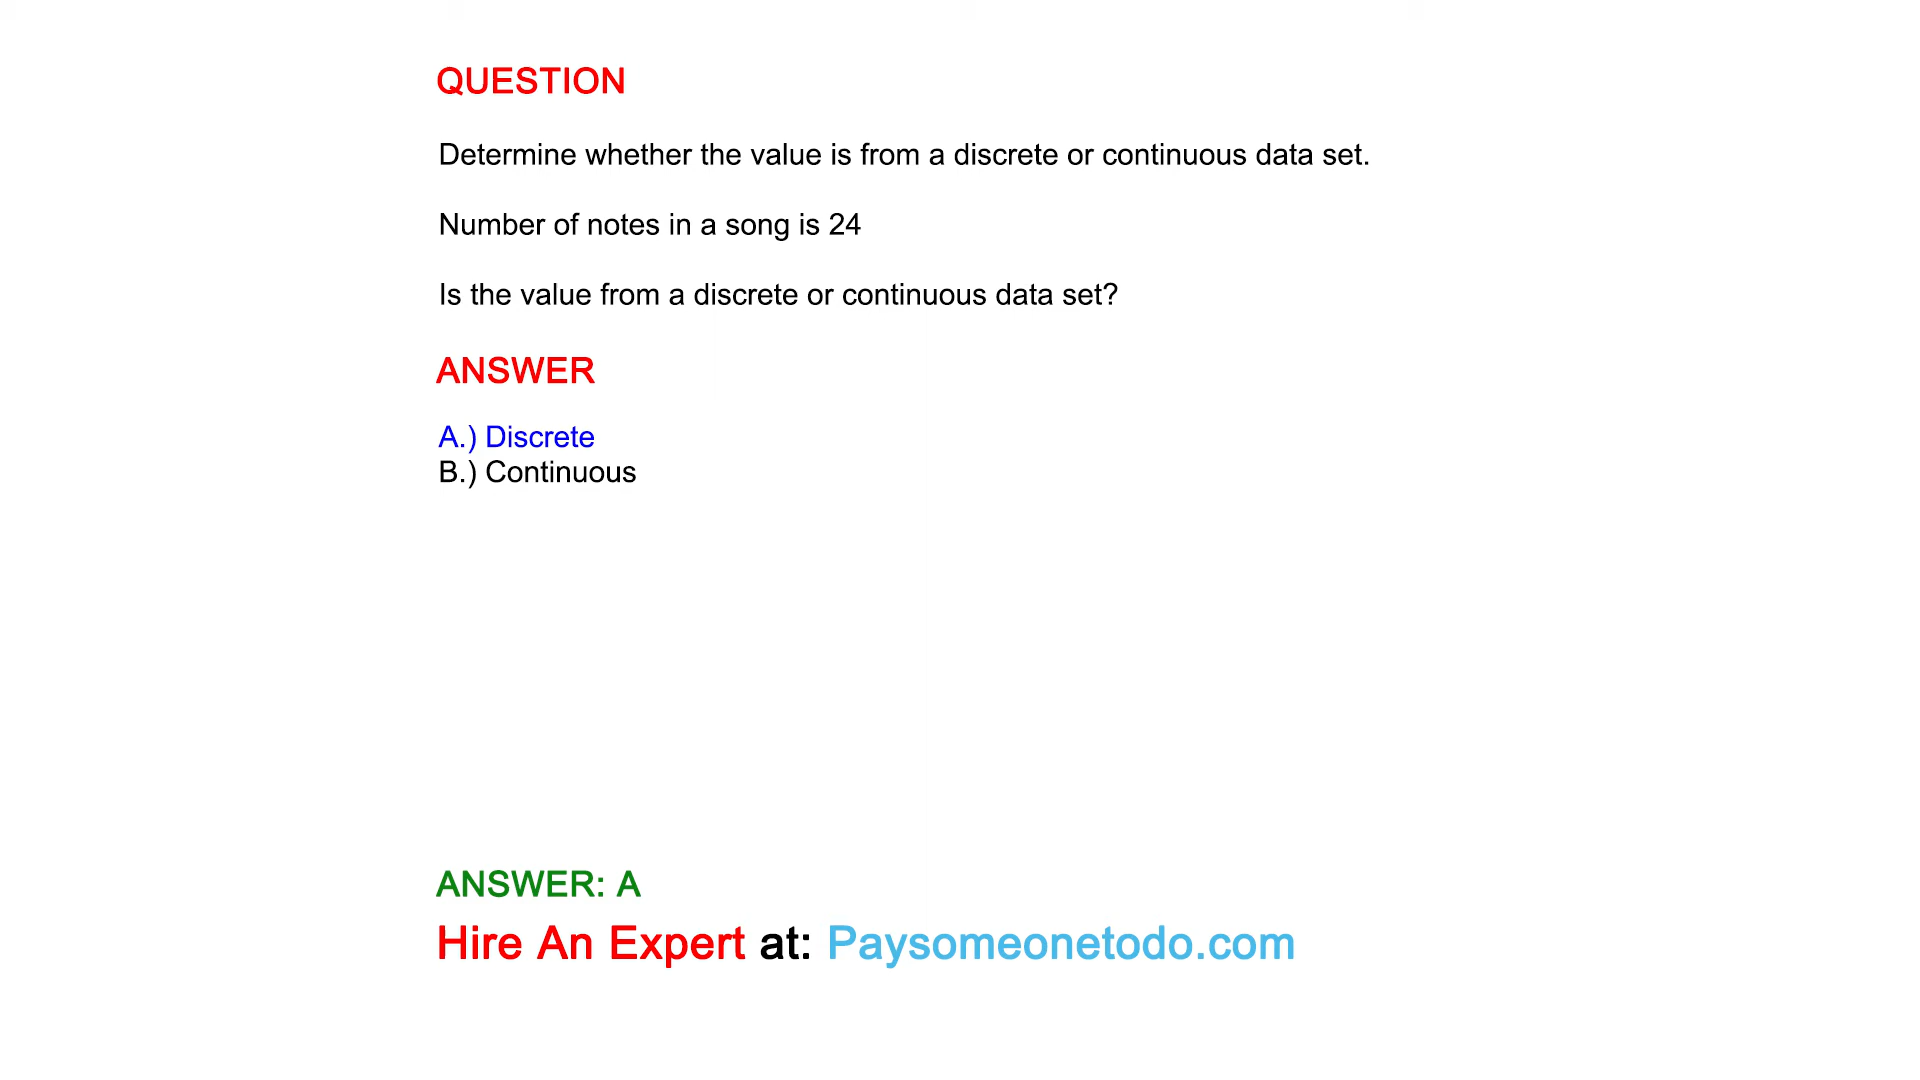 QUESTION
Determine whether the value is from a discrete or continuous data set.
Number of notes in a song is 24
Is the value from a discrete or continuous data set?
ANSWER
A.) Discrete
B.) Continuous
ANSWER: A
Hire An Expert at: Paysomeonetodo.com